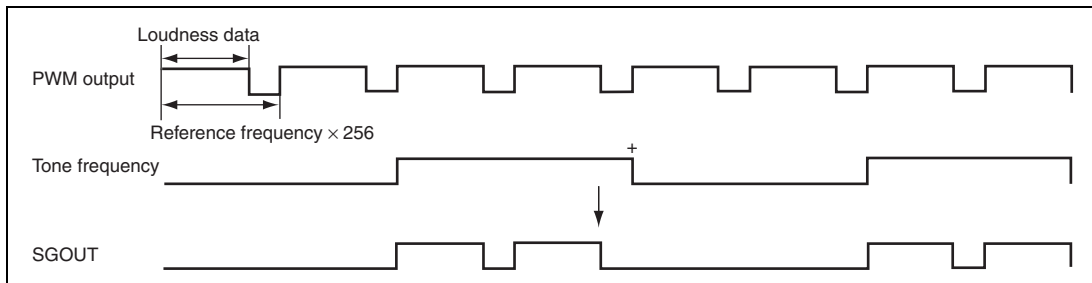 Loudness data
PWM output
Reference frequency × 256
Tone frequency
+
SGOUT